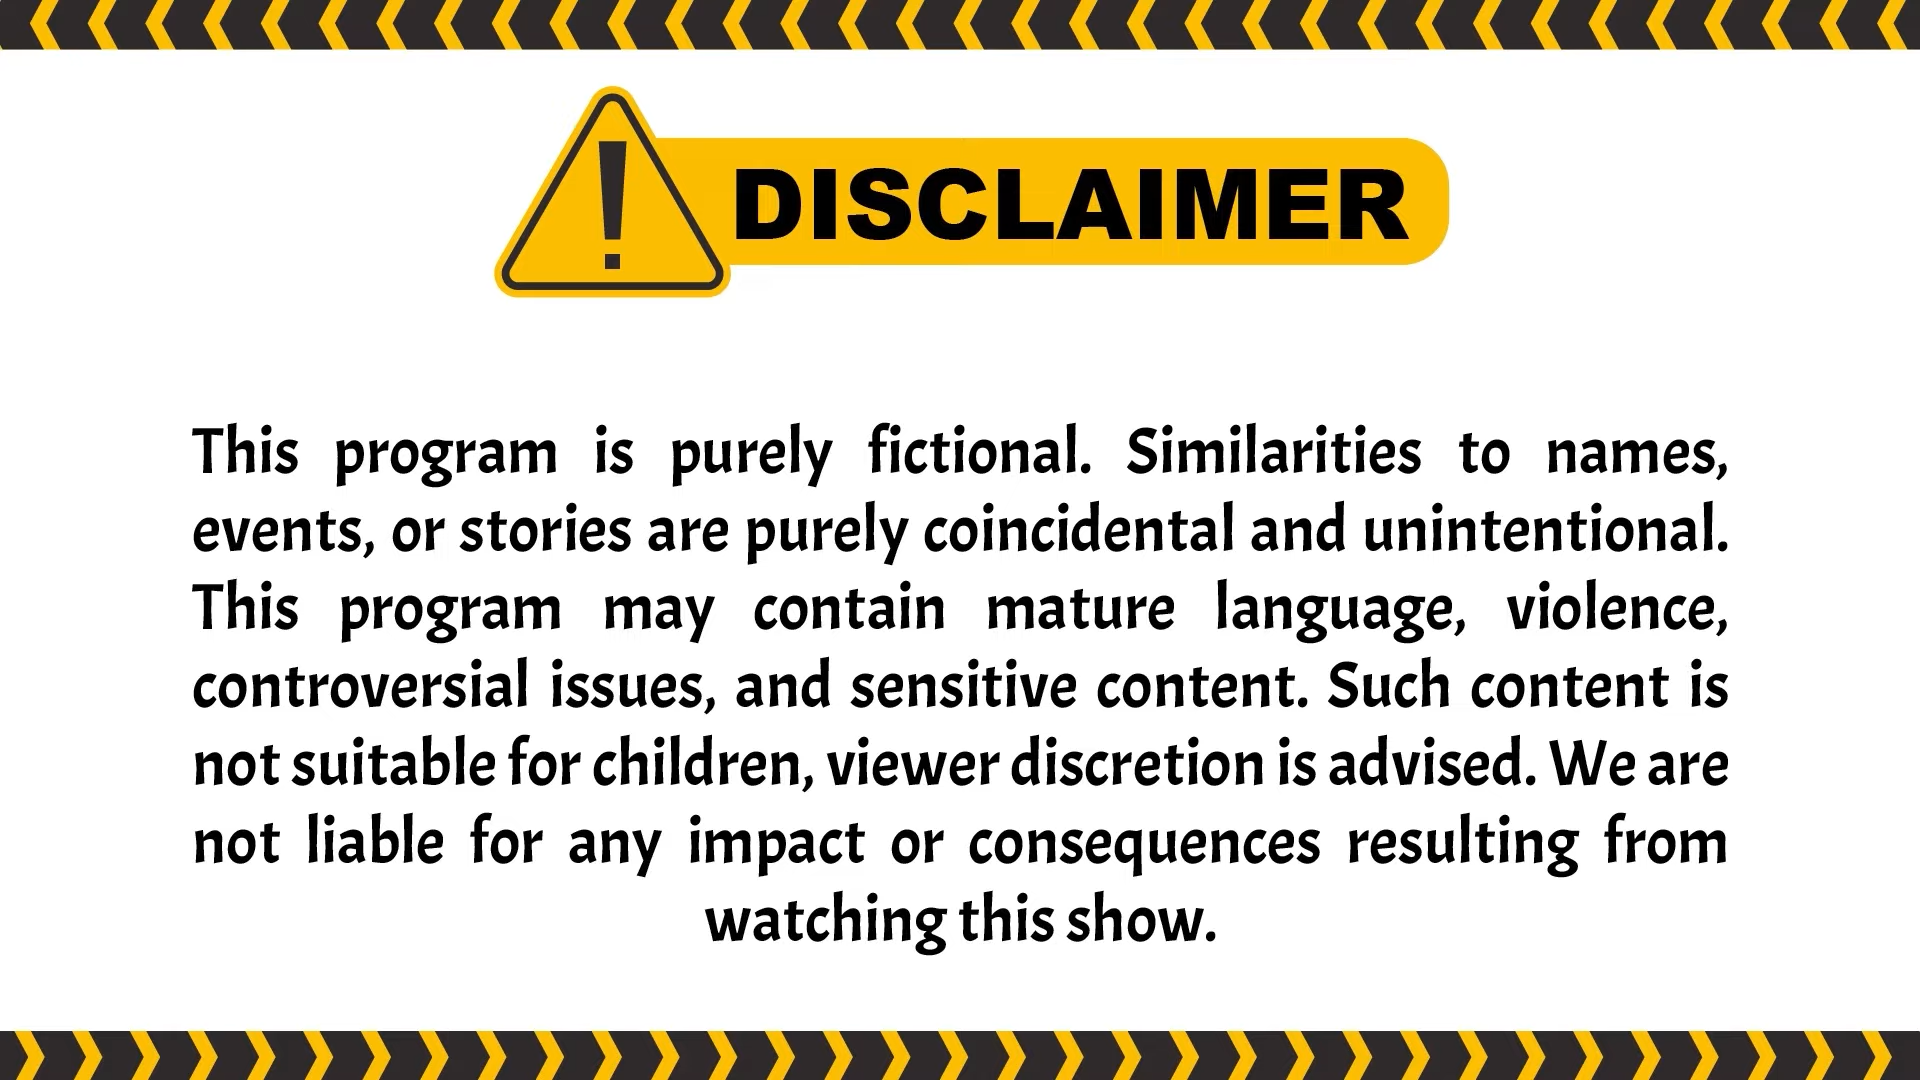 DISCLAIMER
This program is purely fictional. Similarities to names,
events, or stories are purely coincidental and unintentional.
This program may contain mature language, violence,
controversial issues, and sensitive content. Such content is
not suitable for children, viewer discretion is advised. We are
not liable for any impact or consequences resulting from
watching this show.